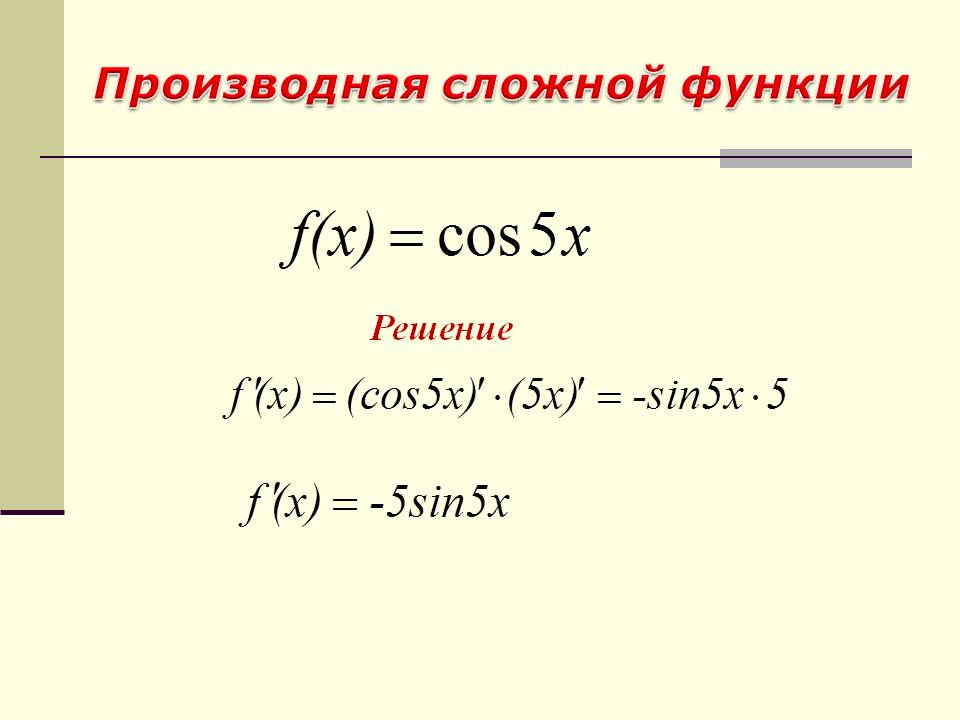 Производная сложной функции
f(x) = cos 5x
Решение
f '(x) = (cos5x)' · (5x)' = -sin5x · 5
f '(x) = -5sin5x